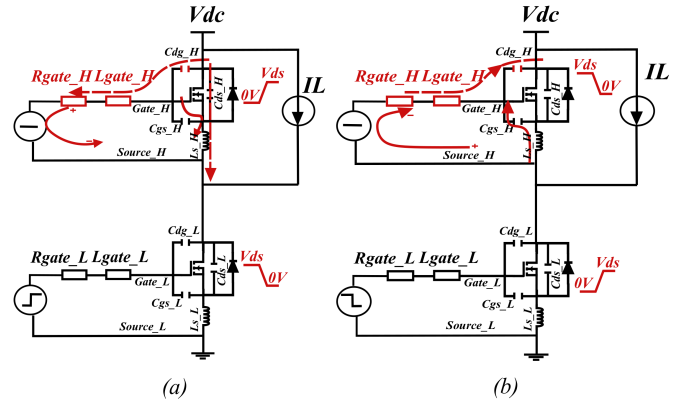 Vdc
Cdg_H
Rgate_H Lgate_H
Vds
0V
IL
Gate_H
Cds_H
+
Cgs_H
−
Ls_H
Source_H
Cdg_L
Rgate_L Lgate_L
Vds
0V
Gate_L
Cds_L
Cgs_L
Source_L
Ls_L
(a)
Vdc
Cdg_H
Rgate_H Lgate_H
Vds
0V
IL
Gate_H
Cds_H
−
Cgs_H
+
Ls_H
Source_H
Cdg_L
Rgate_L Lgate_L
Vds
0V
Gate_L
Cds_L
Cgs_L
Source_L
Ls_L
(b)